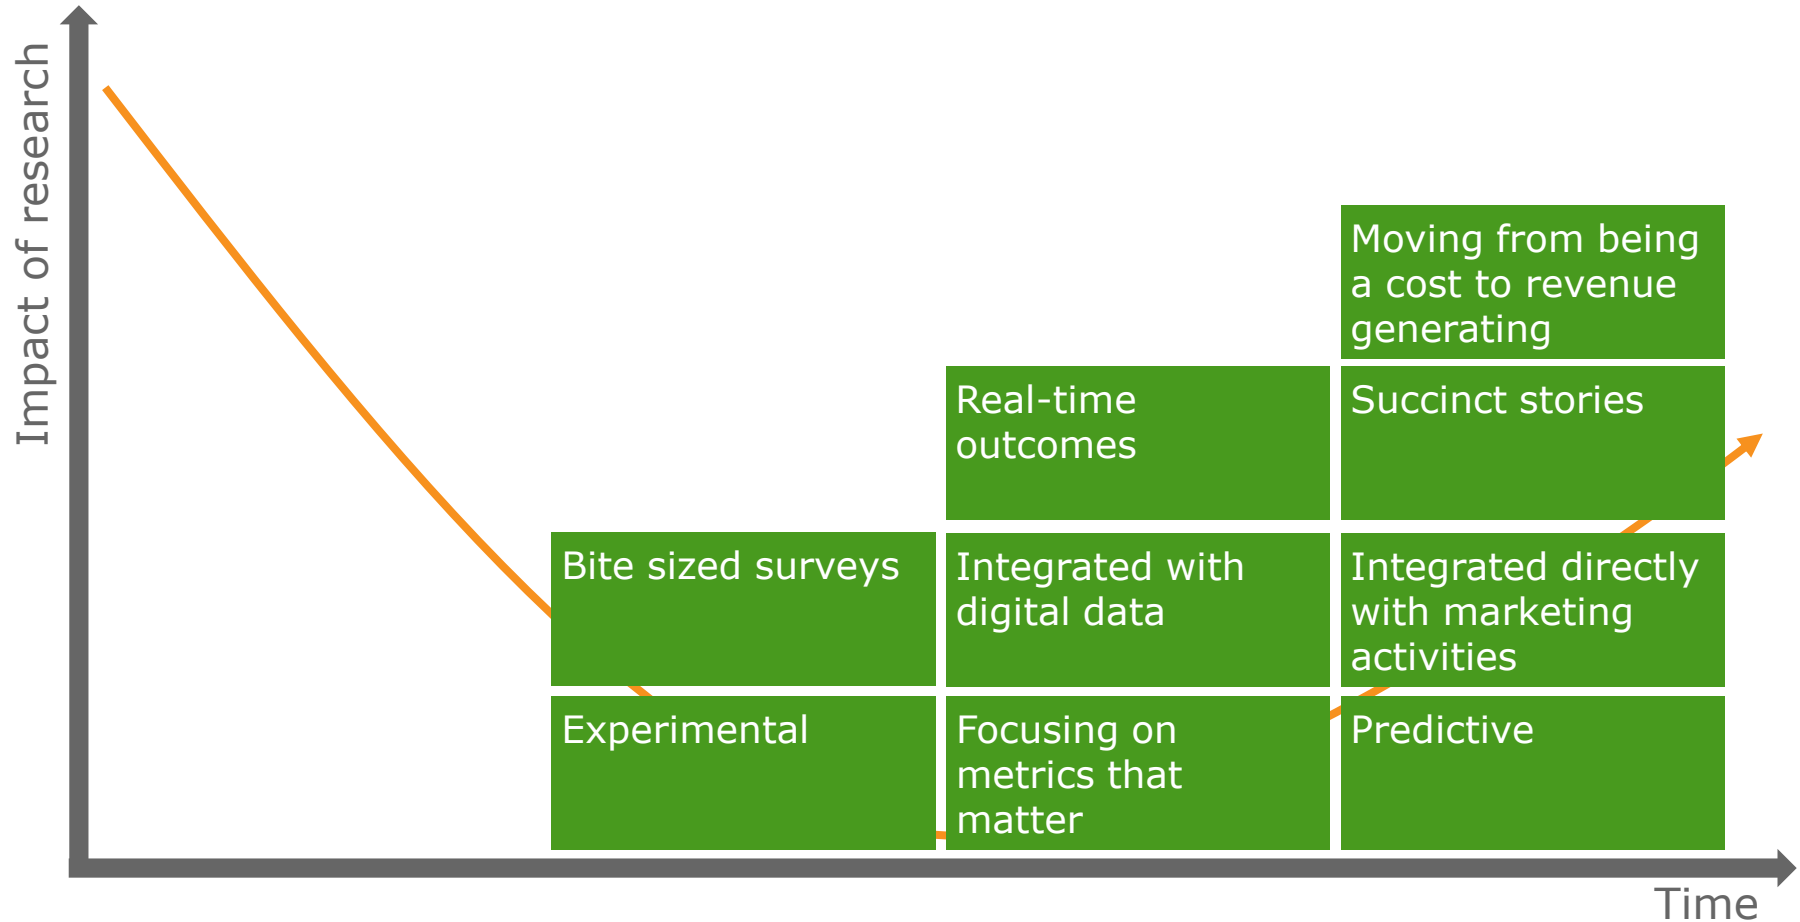 Impact of research
Moving from being
a cost to revenue
generating
Real-time
outcomes
Succinct stories
Bite sized surveys
Integrated with
digital data
Integrated directly
with marketing
activities
Experimental
Focusing on
metrics that
matter
Predictive
Time